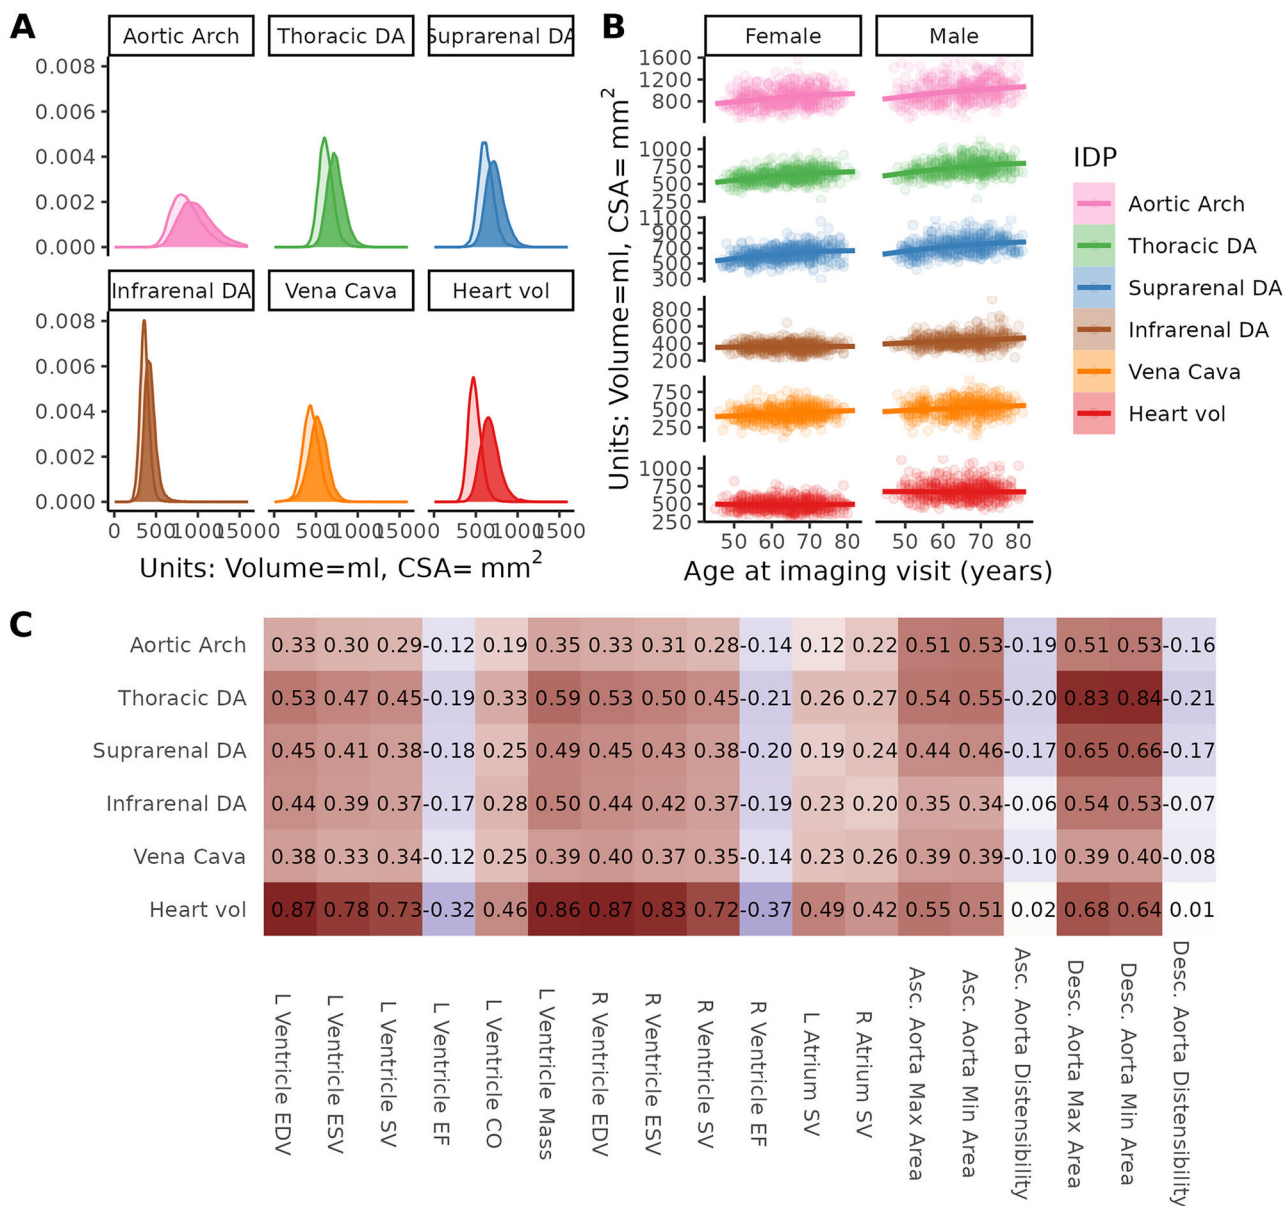 A
Aortic Arch Thoracic DA Suprarenal DA
0.008
0.006
0.004
0.002
0.000
Infrarenal DA Vena Cava Heart vol
0.008
0.006
0.004
0.002
0.000
0 500 1000 1500 0 500 1000 1500 0 500 1000 1500
Units: Volume=ml, CSA= mm2
B
Female Male
Units: Volume=ml, CSA= mm2
1600
1200
800
1000
750
500
250
1100
900
700
500
300
800
600
400
200
750
500
250
1000
750
500
250
50 60 70 80 50 60 70 80
Age at imaging visit (years)
IDP
Aortic Arch
Thoracic DA
Suprarenal DA
Infrarenal DA
Vena Cava
Heart vol
C
Aortic Arch 0.33 0.30 0.29 -0.12 0.19 0.35 0.33 0.31 0.28 -0.14 0.12 0.22 0.51 0.53 -0.19 0.51 0.53 -0.16
Thoracic DA 0.53 0.47 0.45 -0.19 0.33 0.59 0.53 0.50 0.45 -0.21 0.26 0.27 0.54 0.55 -0.20 0.83 0.84 -0.21
Suprarenal DA 0.45 0.41 0.38 -0.18 0.25 0.49 0.45 0.43 0.38 -0.20 0.19 0.24 0.44 0.46 -0.17 0.65 0.66 -0.17
Infrarenal DA 0.44 0.39 0.37 -0.17 0.28 0.50 0.44 0.42 0.37 -0.19 0.23 0.20 0.35 0.34 -0.06 0.54 0.53 -0.07
Vena Cava 0.38 0.33 0.34 -0.12 0.25 0.39 0.40 0.37 0.35 -0.14 0.23 0.26 0.39 0.39 -0.10 0.39 0.40 -0.08
Heart vol 0.87 0.78 0.73 -0.32 0.46 0.86 0.87 0.83 0.72 -0.37 0.49 0.42 0.55 0.51 0.02 0.68 0.64 0.01
L Ventricle EDV
L Ventricle ESV
L Ventricle SV
L Ventricle EF
L Ventricle CO
L Ventricle Mass
R Ventricle EDV
R Ventricle ESV
R Ventricle SV
R Ventricle EF
L Atrium SV
R Atrium SV
Asc. Aorta Max Area
Asc. Aorta Min Area
Asc. Aorta Distensibility
Desc. Aorta Max Area
Desc. Aorta Min Area
Desc. Aorta Distensibility